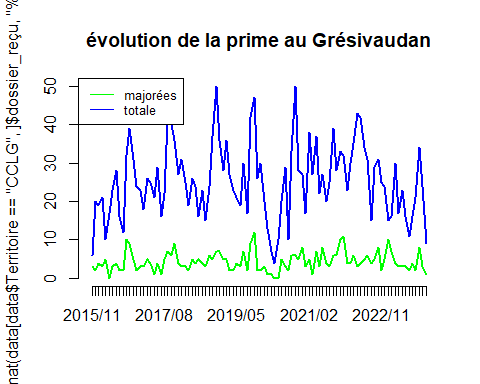 évolution de la prime au Grésivaudan
nat(data[data$Territoire == "CCLG" ,]$dossier_reçu, "%
50
40
30
20
10
0
majorées
totale
2015/11 2017/08 2019/05 2021/02 2022/11